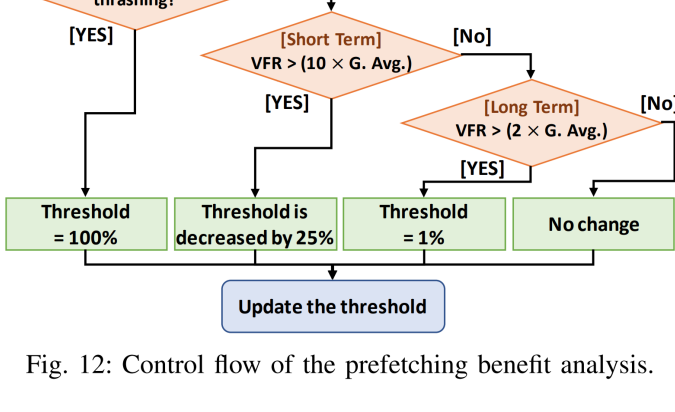 thrashing?
[YES]
[Short Term]
VFR > (10 × G. Avg.)
[No]
[YES]
[Long Term]
VFR > (2 × G. Avg.)
[No]
[YES]
Threshold
= 100%
Threshold is
decreased by 25%
Threshold
= 1%
No change
Update the threshold
Fig. 12: Control flow of the prefetching benefit analysis.